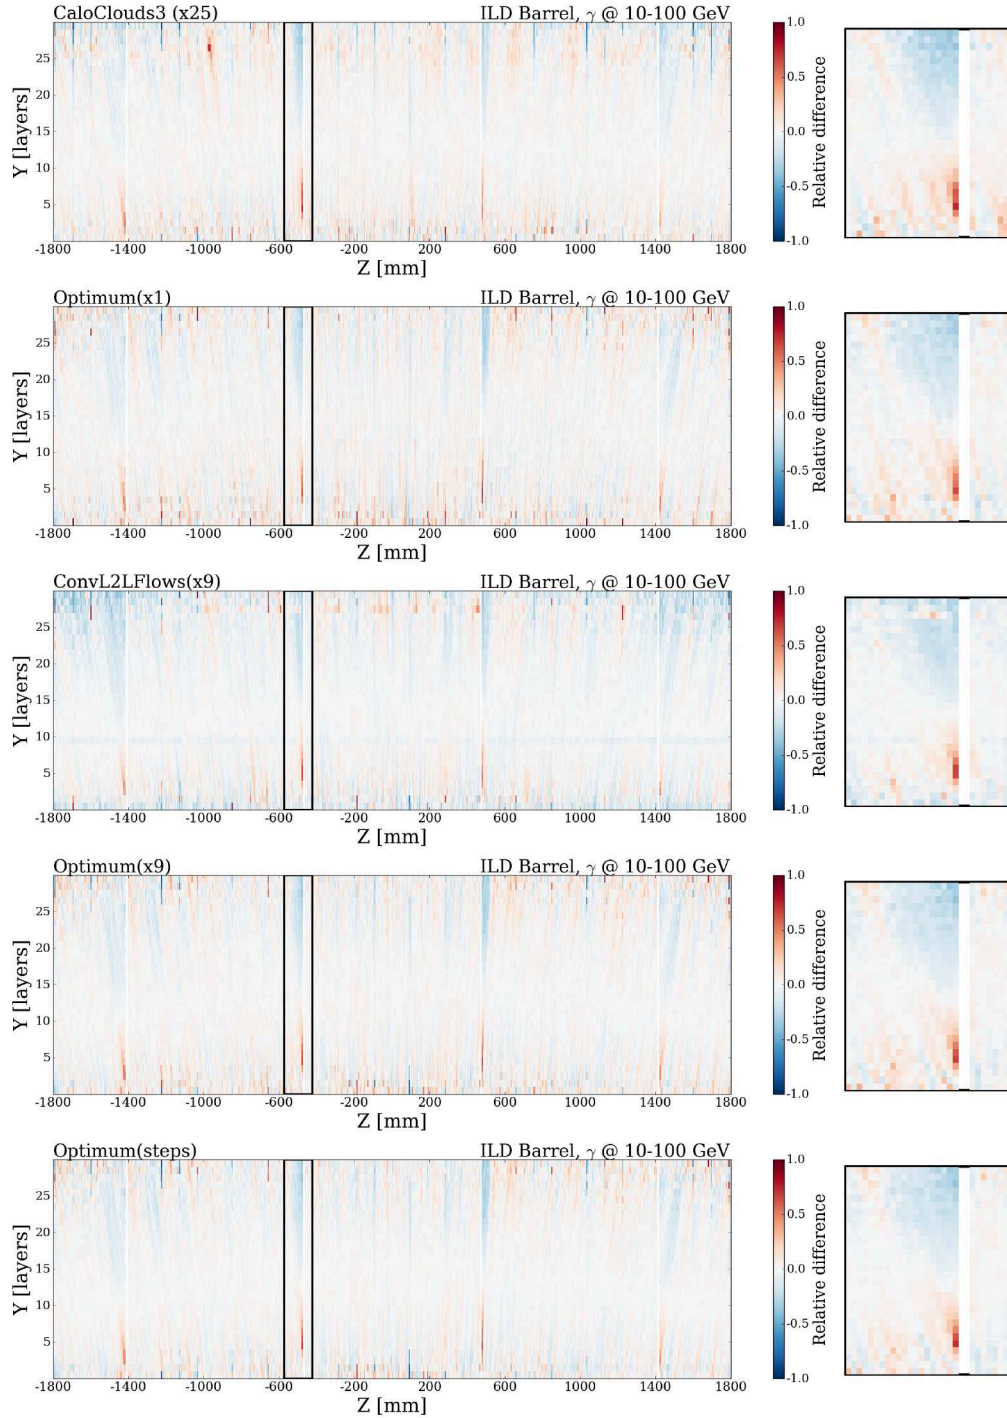 CaloClouds3 (x25)
ILD Barrel, γ @ 10-100 GeV
Y [layers]
25
20
15
10
5
-1800 -1400 -1000 -600 -200 200 600 1000 1400 1800
Z [mm]
1.0
0.5
0.0
-0.5
-1.0
Relative difference
Optimum(x1)
ILD Barrel, γ @ 10-100 GeV
Y [layers]
25
20
15
10
5
-1800 -1400 -1000 -600 -200 200 600 1000 1400 1800
Z [mm]
1.0
0.5
0.0
-0.5
-1.0
Relative difference
ConvL2LFlows(x9)
ILD Barrel, γ @ 10-100 GeV
Y [layers]
25
20
15
10
5
-1800 -1400 -1000 -600 -200 200 600 1000 1400 1800
Z [mm]
1.0
0.5
0.0
-0.5
-1.0
Relative difference
Optimum(x9)
ILD Barrel, γ @ 10-100 GeV
Y [layers]
25
20
15
10
5
-1800 -1400 -1000 -600 -200 200 600 1000 1400 1800
Z [mm]
1.0
0.5
0.0
-0.5
-1.0
Relative difference
Optimum(steps)
ILD Barrel, γ @ 10-100 GeV
Y [layers]
25
20
15
10
5
-1800 -1400 -1000 -600 -200 200 600 1000 1400 1800
Z [mm]
1.0
0.5
0.0
-0.5
-1.0
Relative difference